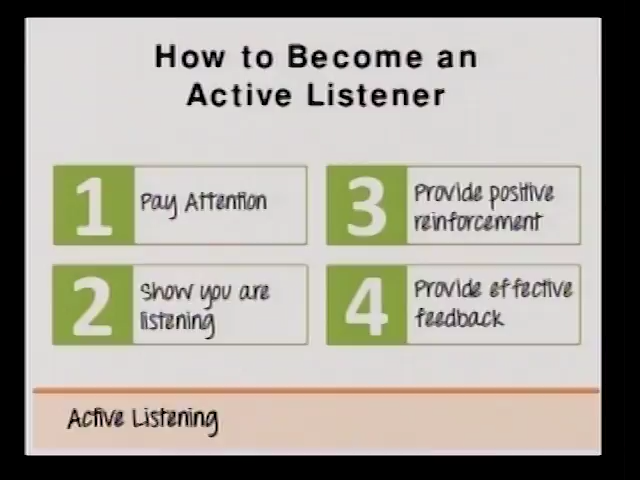 How to Become an
Active Listener
1
Pay Attention
2
Show you are
listening
3
Provide positive
reinforcement
4
Provide effective
feedback
Active Listening